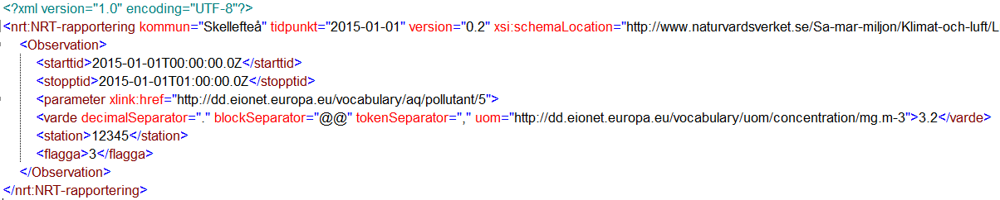 <?xml version="1.0" encoding="UTF-8"?>
<nrt:NRT-rapportering kommun="Skellefteå" tidpunkt="2015-01-01" version="0.2" xsi:schemaLocation="http://www.naturvardsverket.se/Sa-mar-miljon/Klimat-och-luft/L
<Observation>
<starttid>2015-01-01T00:00:00.0Z</starttid>
<stopptid>2015-01-01T01:00:00.0Z</stopptid>
<parameter xlink:href="http://dd.eionet.europa.eu/vocabulary/aq/pollutant/5">
<varde decimalSeparator="." blockSeparator="@@" tokenSeparator="," uom="http://dd.eionet.europa.eu/vocabulary/uom/concentration/mg.m-3">3.2</varde>
<station>12345</station>
<flagga>3</flagga>
</Observation>
</nrt:NRT-rapportering>